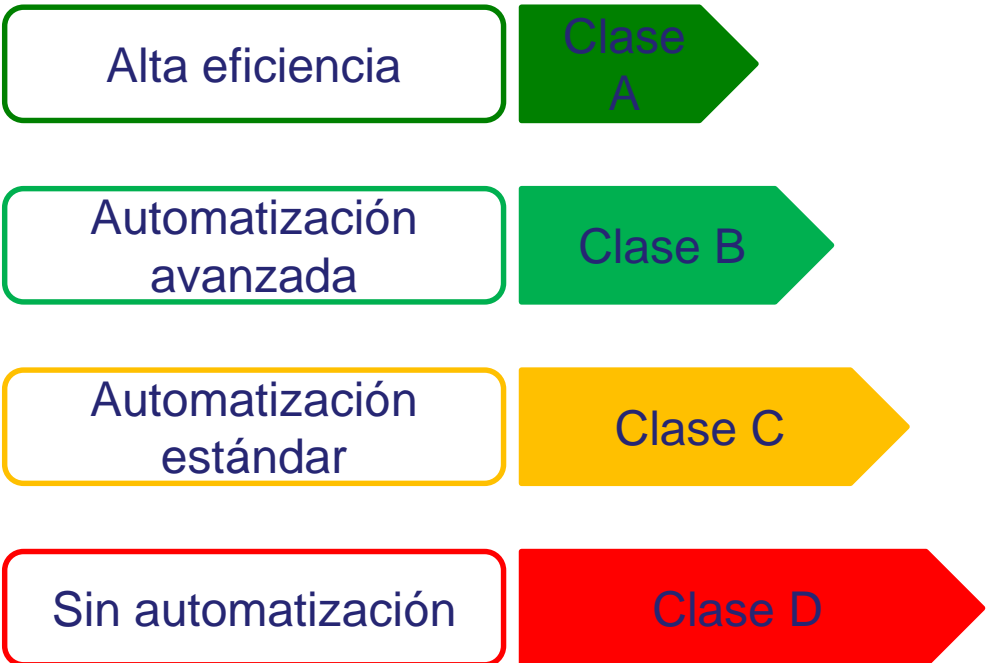 Alta eficiencia
Clase
A
Automatización
avanzada
Clase B
Automatización
estándar
Clase C
Sin automatización
Clase D